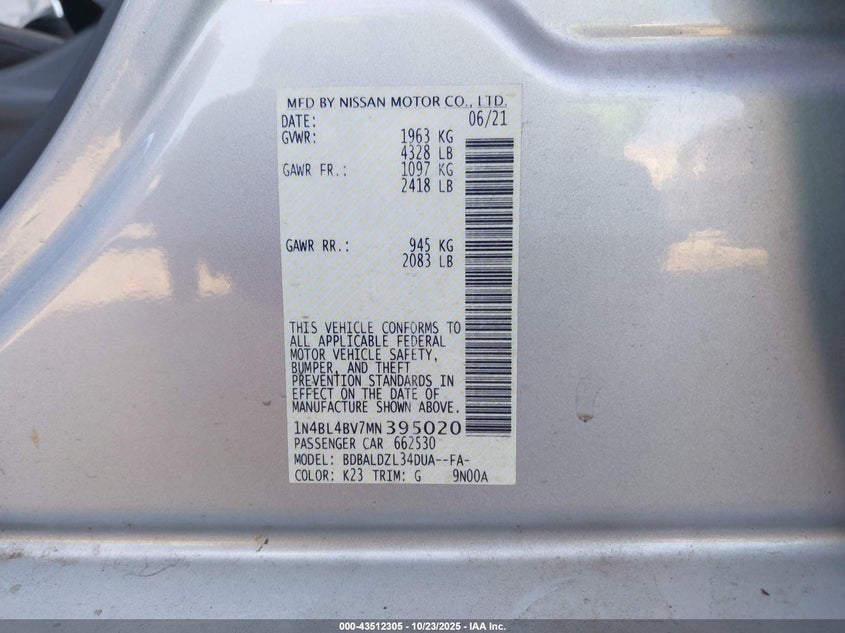 MFD BY NISSAN MOTOR CO., LTD.
DATE: 06/21
GVWR: 1963 KG
4328 LB
GAWR FR.: 1097 KG
2418 LB
GAWR RR.: 945 KG
2083 LB
THIS VEHICLE CONFORMS TO
ALL APPLICABLE FEDERAL
MOTOR VEHICLE SAFETY,
BUMPER, AND THEFT
PREVENTION STANDARDS IN
EFFECT ON THE DATE OF
MANUFACTURE SHOWN ABOVE.
1N4BL4BV7MN395020
PASSENGER CAR 662530
MODEL: BDBALDZL34DUA--FA-
COLOR: K23 TRIM: G 9N00A
000-43512305 - 10/23/2025 - IAA Inc.